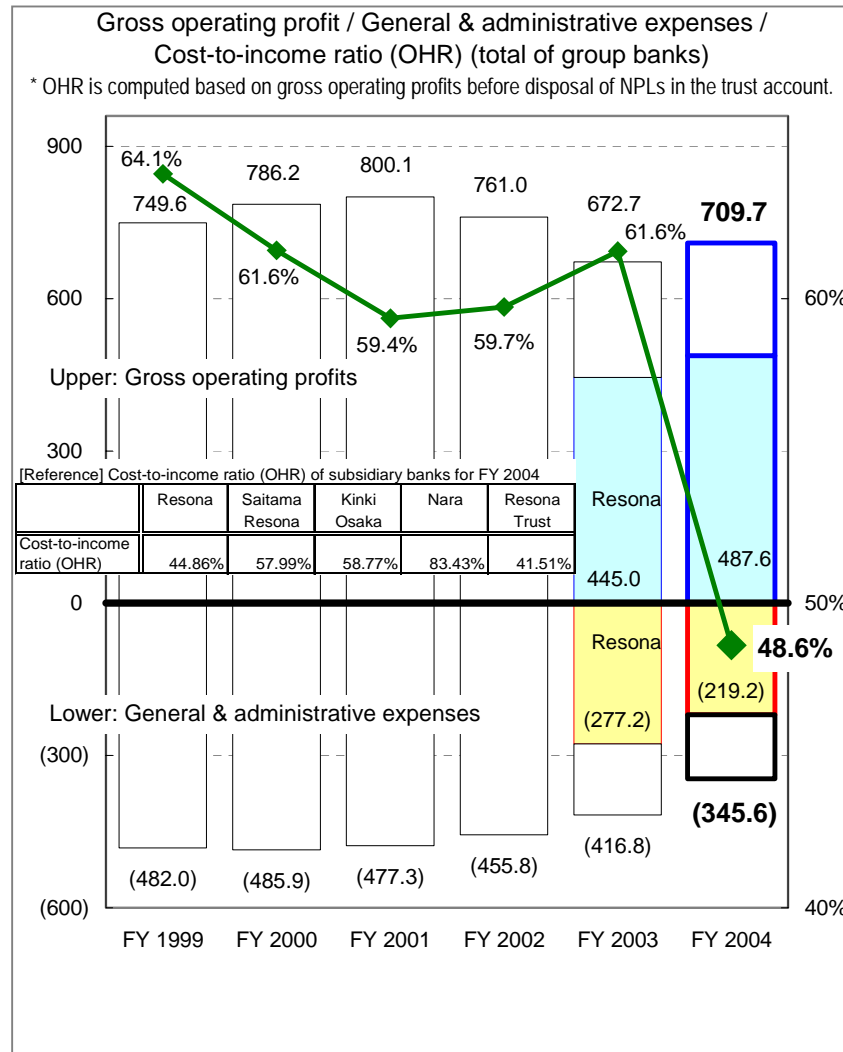 Gross operating profit / General & administrative expenses /
Cost-to-income ratio (OHR) (total of group banks)
* OHR is computed based on gross operating profits before disposal of NPLs in the trust account.
900
64.1%
749.6
786.2
800.1
761.0
672.7
709.7
61.6%
61.6%
59.4%
59.7%
600
60%
Upper: Gross operating profits
300
[Reference] Cost-to-income ratio (OHR) of subsidiary banks for FY 2004
Resona Saitama Resona Kinki Osaka Nara Resona Trust
Cost-to-income ratio (OHR) 44.86% 57.99% 58.77% 83.43% 41.51%
Resona
445.0
487.6
0
50%
Resona
48.6%
(219.2)
(277.2)
Lower: General & administrative expenses
(300)
(345.6)
(416.8)
(482.0)
(485.9)
(477.3)
(455.8)
(600)
40%
FY 1999 FY 2000 FY 2001 FY 2002 FY 2003 FY 2004